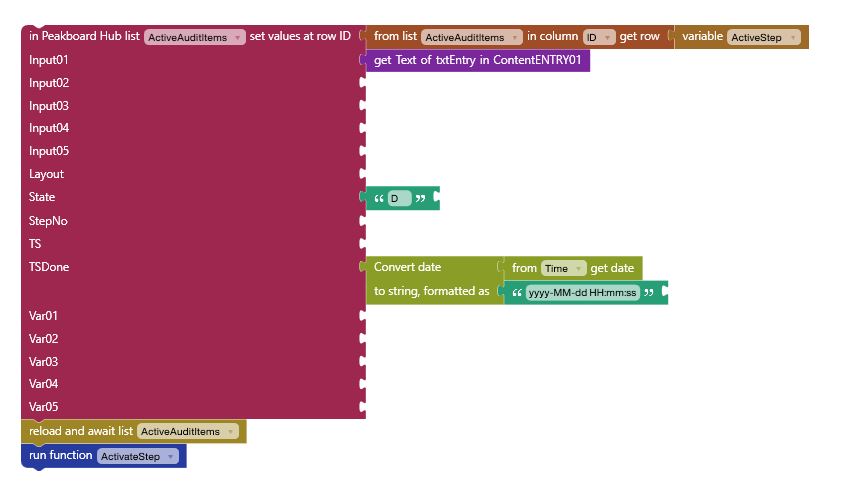 in Peakboard Hub list ActiveAuditItems set values at row ID from list ActiveAuditItems in column ID get row variable ActiveStep
Input01 get Text of txtEntry in ContentENTRY01
Input02
Input03
Input04
Input05
Layout
State “ D ”
StepNo
TS
TSDone Convert date from Time get date
to string, formatted as “ yyyy-MM-dd HH:mm:ss ”
Var01
Var02
Var03
Var04
Var05
reload and await list ActiveAuditItems
run function ActivateStep